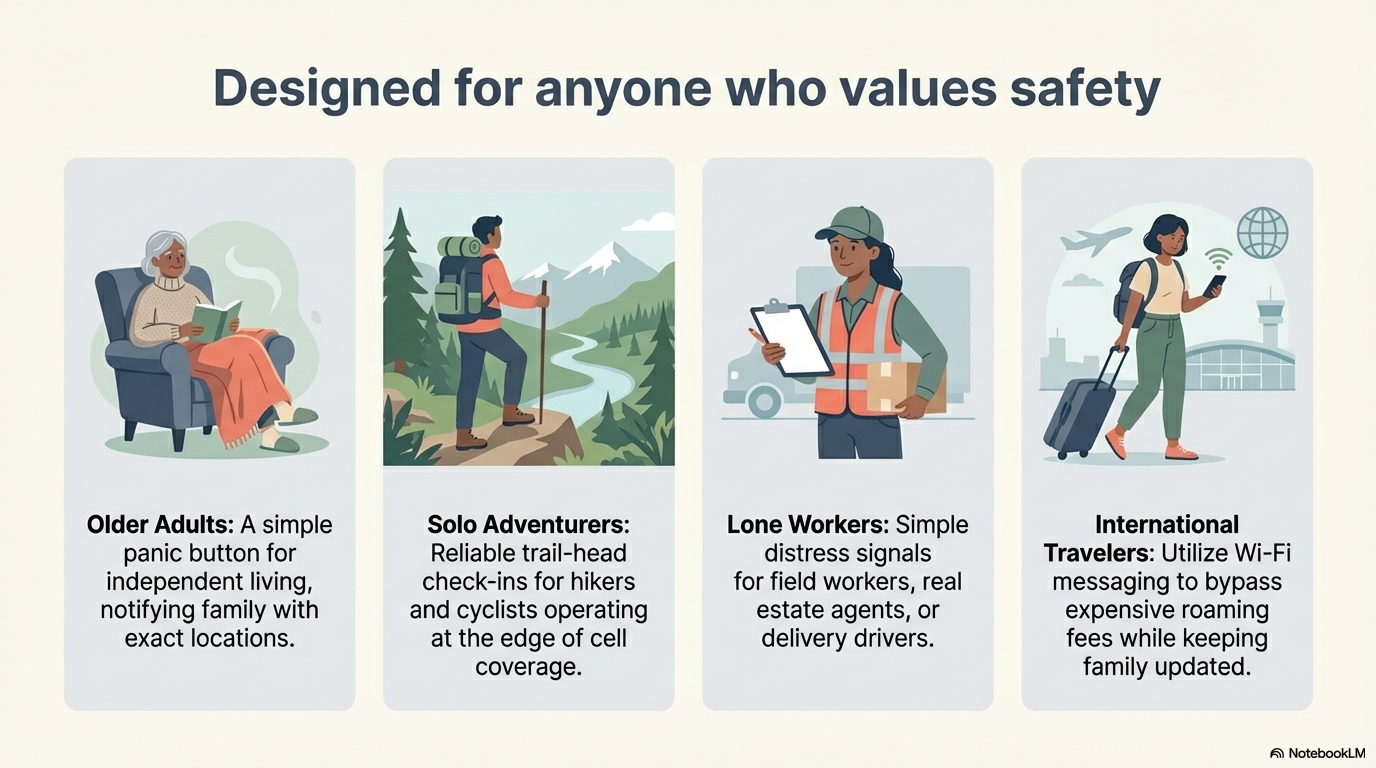 Designed for anyone who values safety
Older Adults: A simple
panic button for
independent living,
notifying family with
exact locations.
Solo Adventurers:
Reliable trail-head
check-ins for hikers
and cyclists operating
at the edge of cell
coverage.
Lone Workers: Simple
distress signals
for field workers, real
estate agents, or
delivery drivers.
International
Travelers: Utilize Wi-Fi
messaging to bypass
expensive roaming
fees while keeping
family updated.
NotebookLM